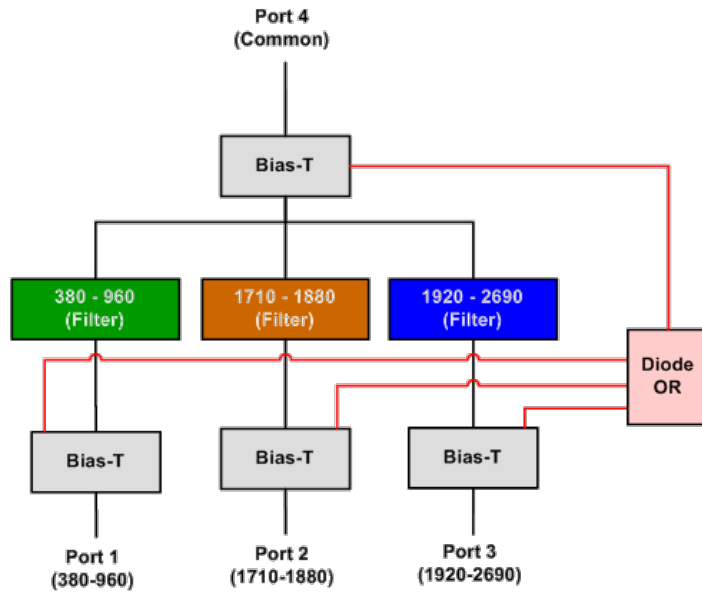 Port 4
(Common)
Bias-T
380 - 960
(Filter)
1710 - 1880
(Filter)
1920 - 2690
(Filter)
Diode
OR
Bias-T
Bias-T
Bias-T
Port 1
(380-960)
Port 2
(1710-1880)
Port 3
(1920-2690)